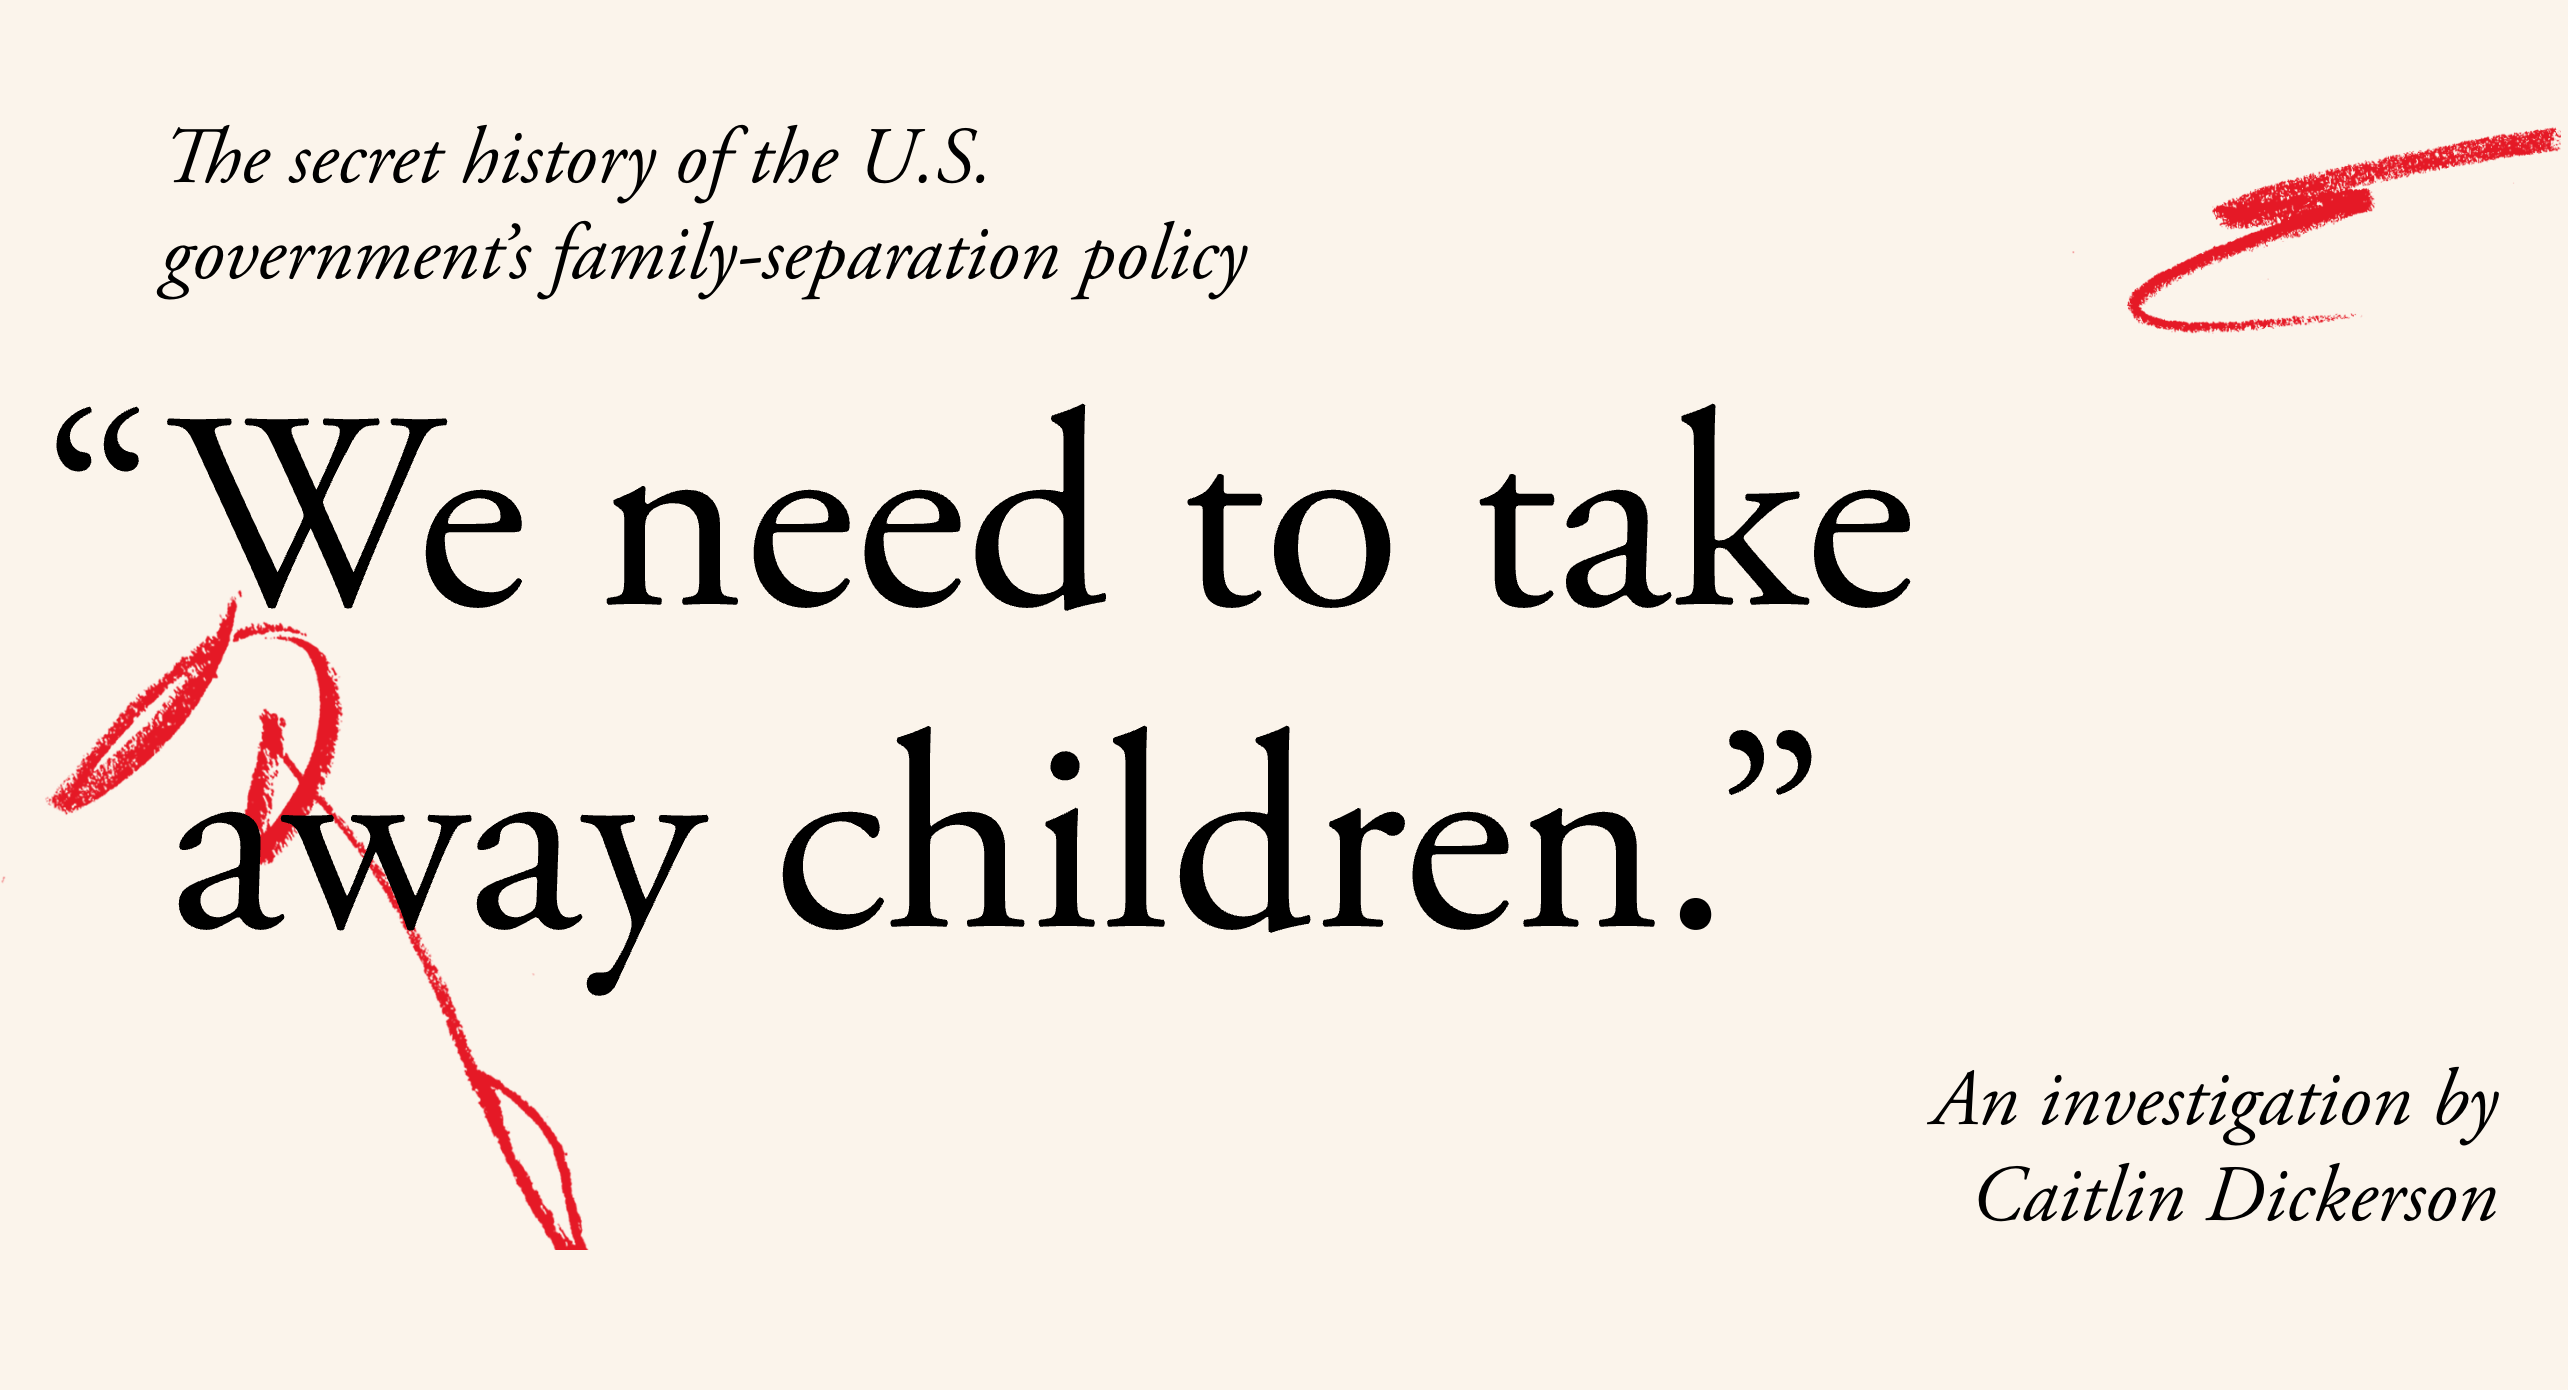 The secret history of the U.S.
government’s family-separation policy
“We need to take
away children.”
An investigation by
Caitlin Dickerson